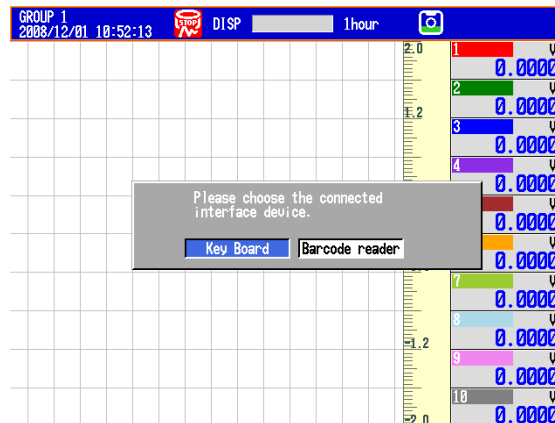 GROUP 1
2008/12/01 10:52:13
STOP
DISP
1hour
2.0
1.2
-1.2
-2.0
1 V
0.0000
2 V
0.0000
3 V
0.0000
4 V
0.0000
V
0.0000
V
0.0000
7 V
0.0000
8 V
0.0000
9 V
0.0000
10 V
0.0000
Please choose the connected
interface device.
Key Board
Barcode reader